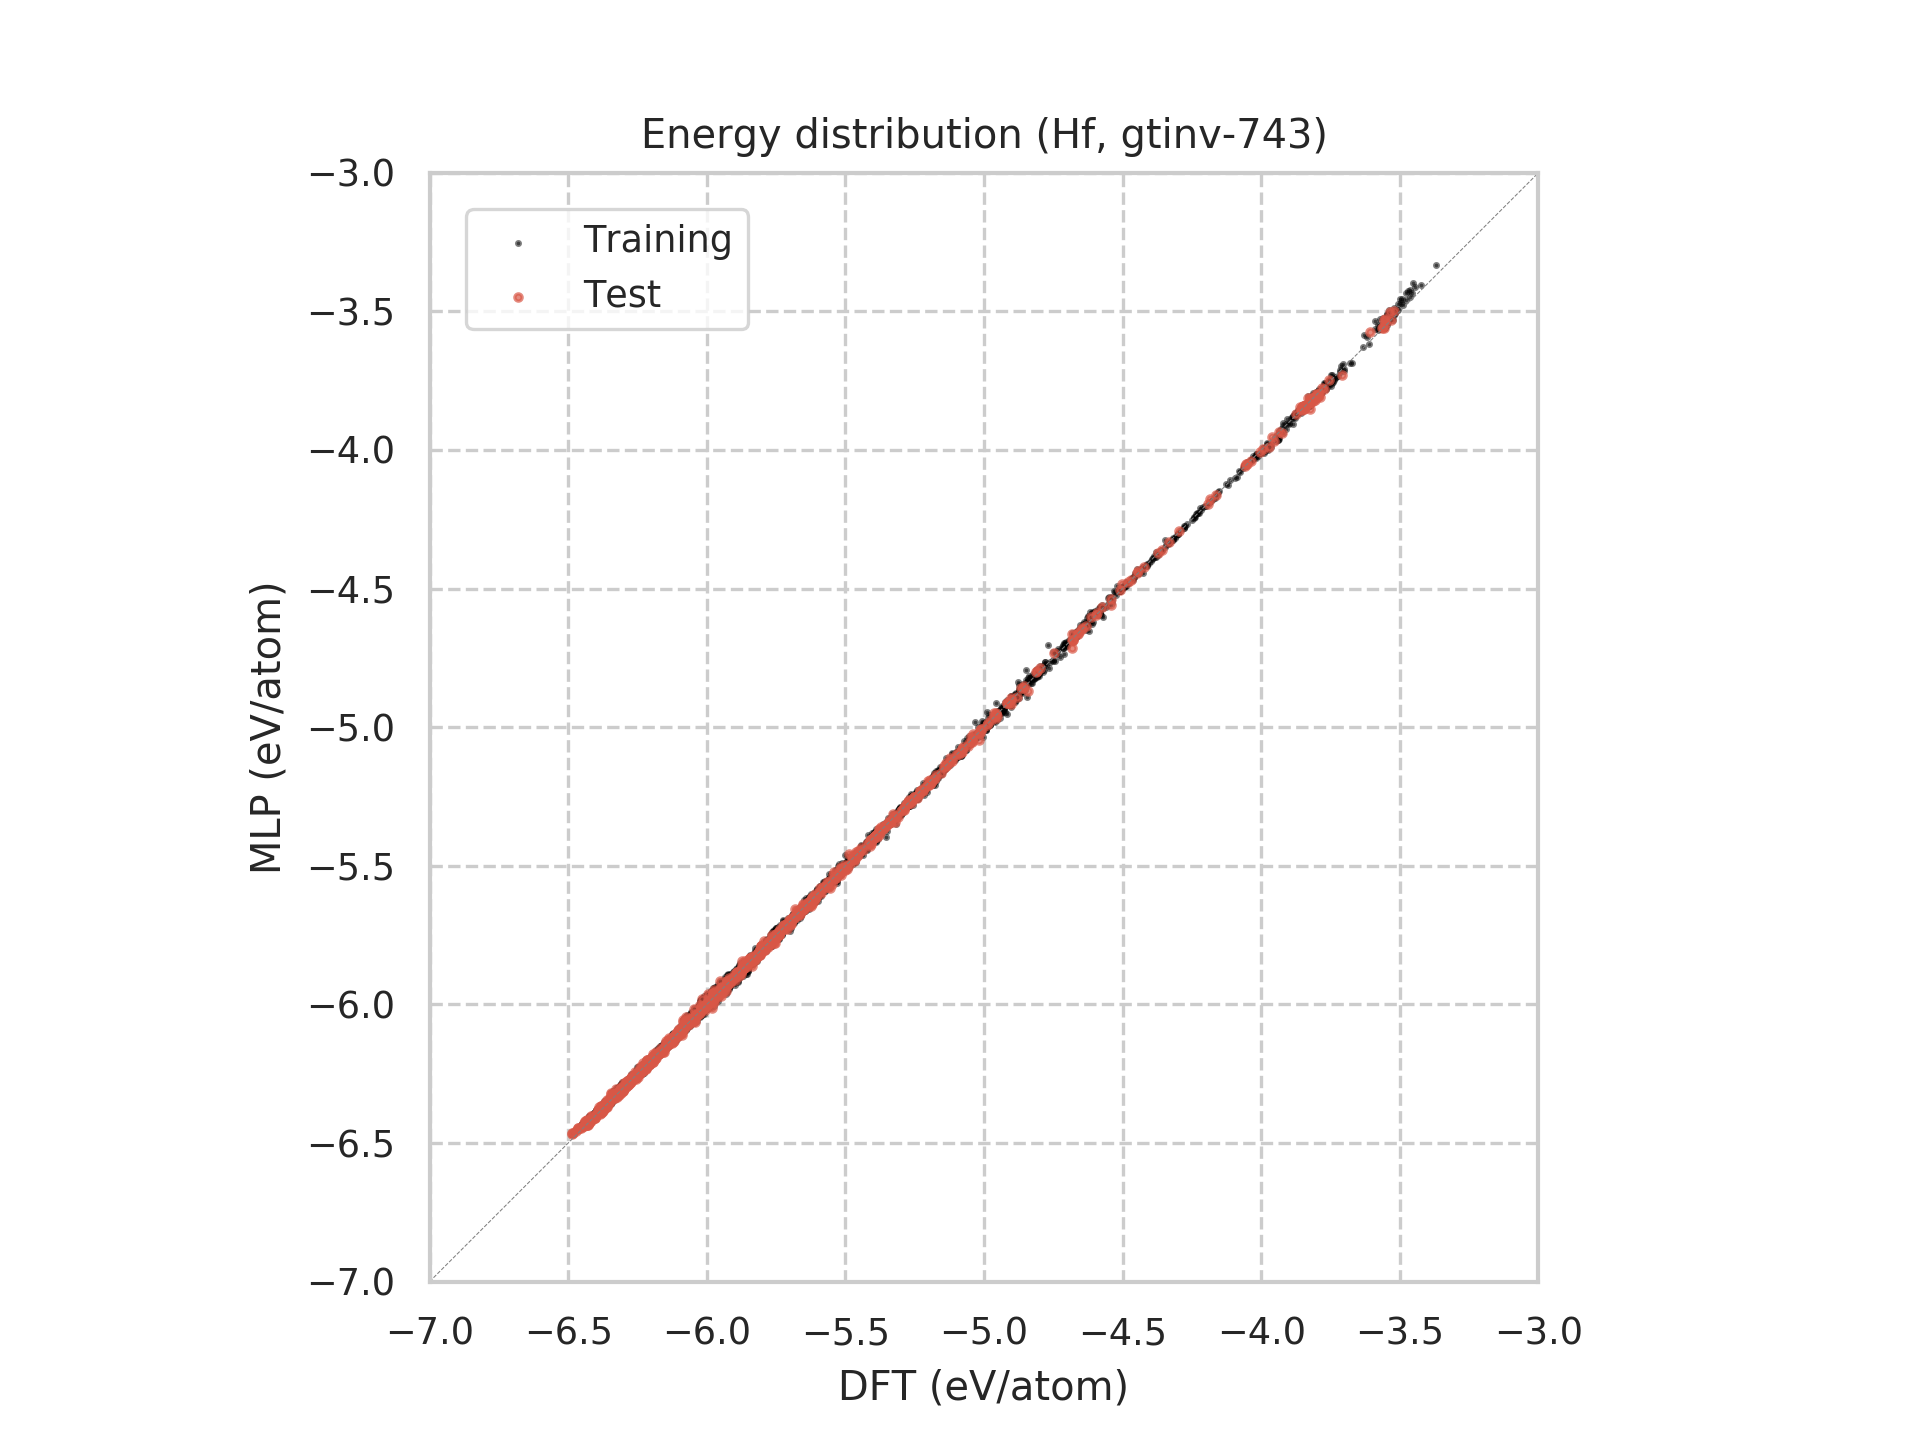 Energy distribution (Hf, gtinv-743)
Training
Test
−3.0
−3.5
−4.0
−4.5
−5.0
−5.5
−6.0
−6.5
−7.0
MLP (eV/atom)
−7.0 −6.5 −6.0 −5.5 −5.0 −4.5 −4.0 −3.5 −3.0
DFT (eV/atom)